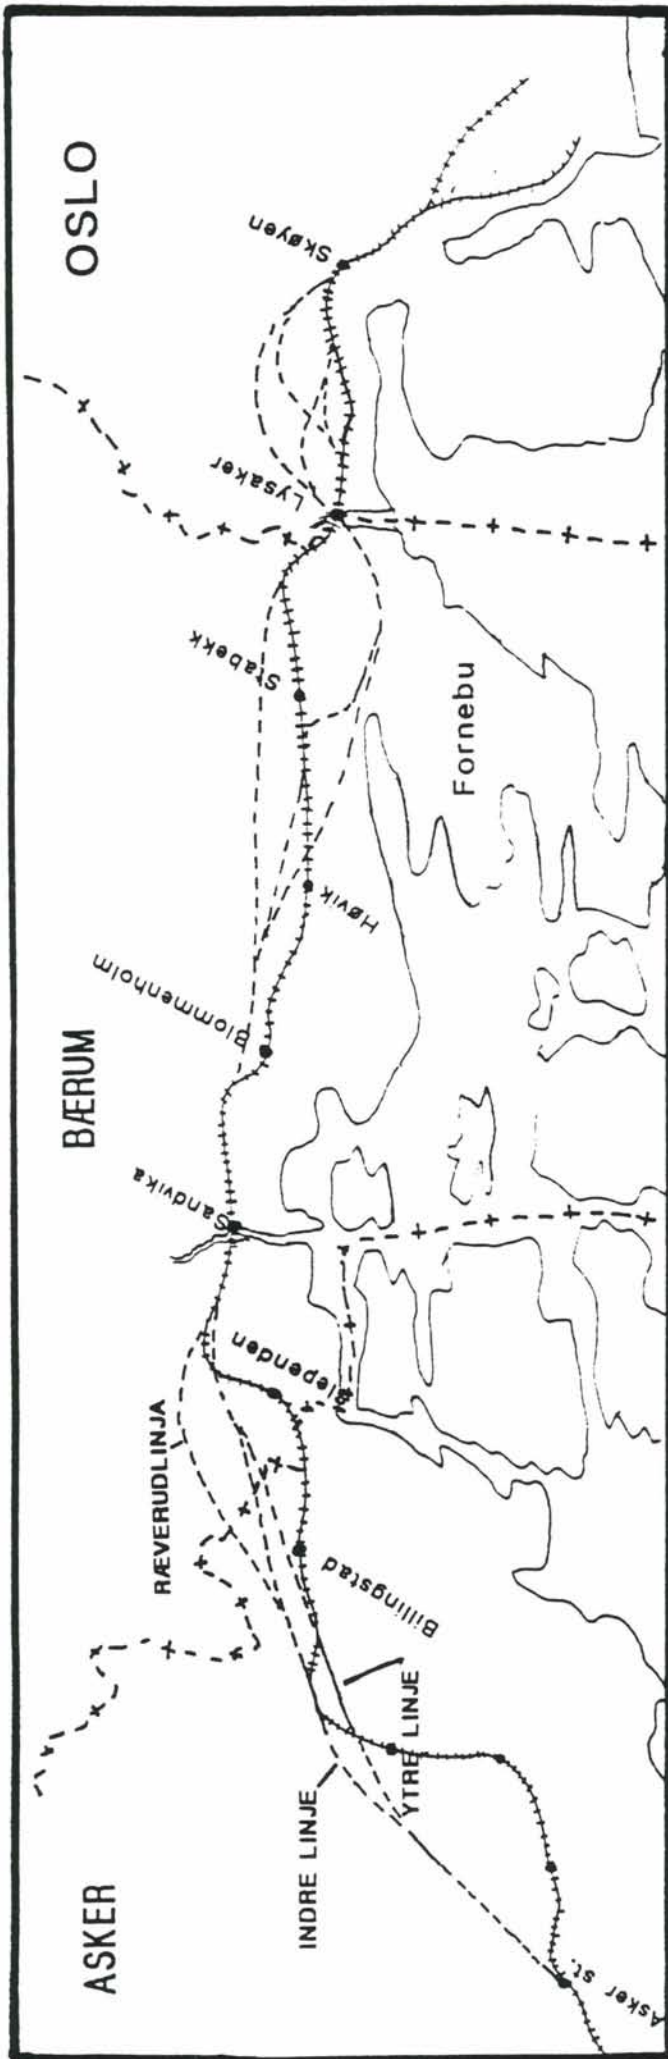 ASKER
BÆRUM
OSLO
RÆVERUDLINJA
INDRE LINJE
YTRE LINJE
Asker st.
Billingstad
Slependen
Sandvika
Blommenholm
Høvik
Stabekk
Lysaker
Skøyen
Fornebu